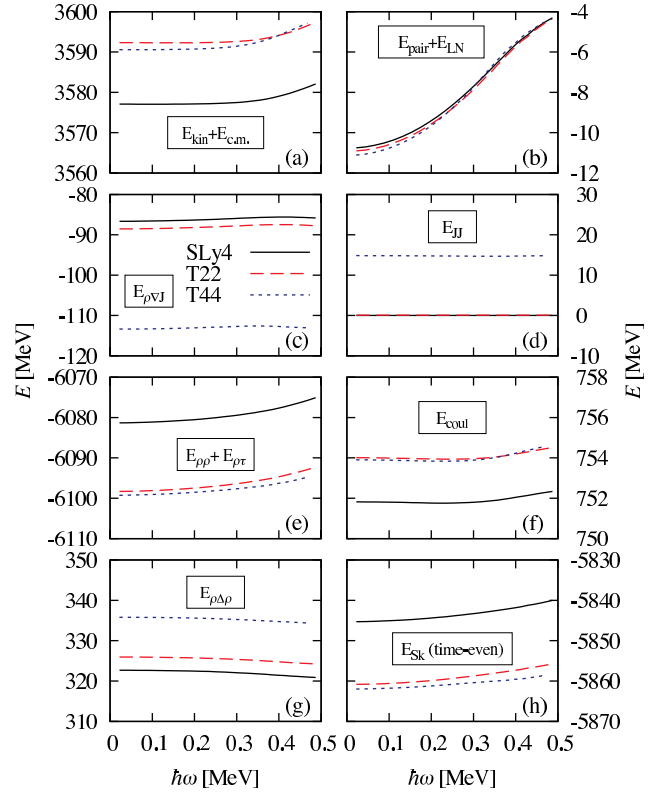 3600
3590
3580
3570
3560
E_kin+E_c.m.
(a)
-4
-6
-8
-10
-12
E_pair+E_LN
(b)
-80
-90
-100
-110
-120
SLy4
T22
T44
E_ρ∇J
(c)
30
20
10
0
-10
E_JJ
(d)
E [MeV]
E [MeV]
-6070
-6080
-6090
-6100
-6110
E_ρρ+ E_ρτ
(e)
758
756
754
752
750
E_coul
(f)
350
340
330
320
310
E_ρΔρ
(g)
-5830
-5840
-5850
-5860
-5870
E_Sk (time-even)
(h)
0 0.1 0.2 0.3 0.4 0.5
0 0.1 0.2 0.3 0.4 0.5
ħω [MeV]
ħω [MeV]